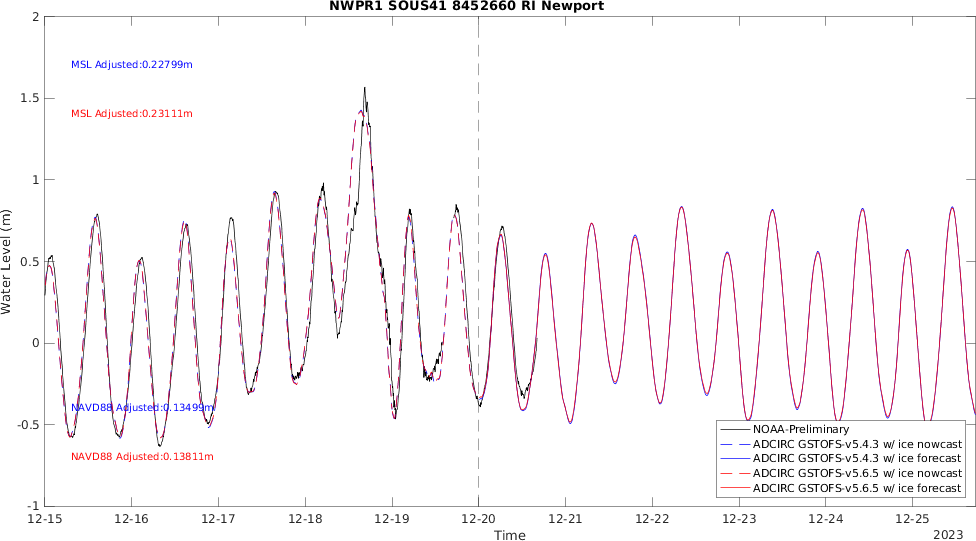 NWPR1 SOUS41 8452660 RI Newport
2
1.5
1
0.5
0
-0.5
-1
Water Level (m)
MSL Adjusted:0.22799m
MSL Adjusted:0.23111m
NAVD88 Adjusted:0.13499m
NAVD88 Adjusted:0.13811m
NOAA-Preliminary
ADCIRC GSTOFS-v5.4.3 w/ ice nowcast
ADCIRC GSTOFS-v5.4.3 w/ ice forecast
ADCIRC GSTOFS-v5.6.5 w/ ice nowcast
ADCIRC GSTOFS-v5.6.5 w/ ice forecast
12-15 12-16 12-17 12-18 12-19 12-20 12-21 12-22 12-23 12-24 12-25
Time
2023